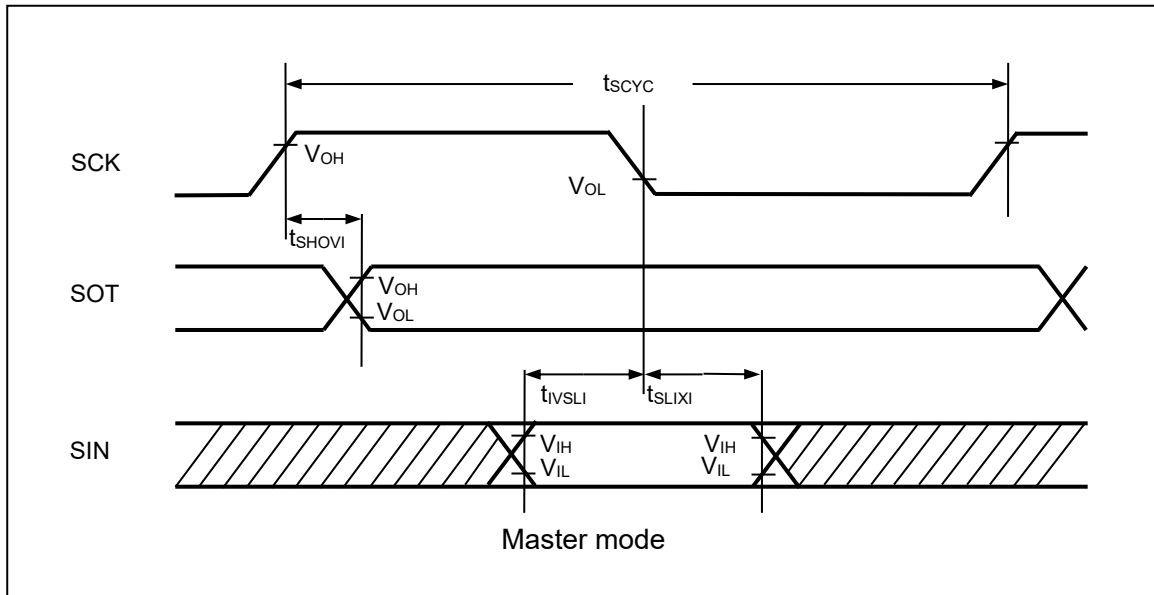 tSCYC
SCK
VOH
VOL
tSHOVI
SOT
VOH
VOL
tIVSLI
tSLIXI
SIN
VIH
VIH
VIL
VIL
Master mode